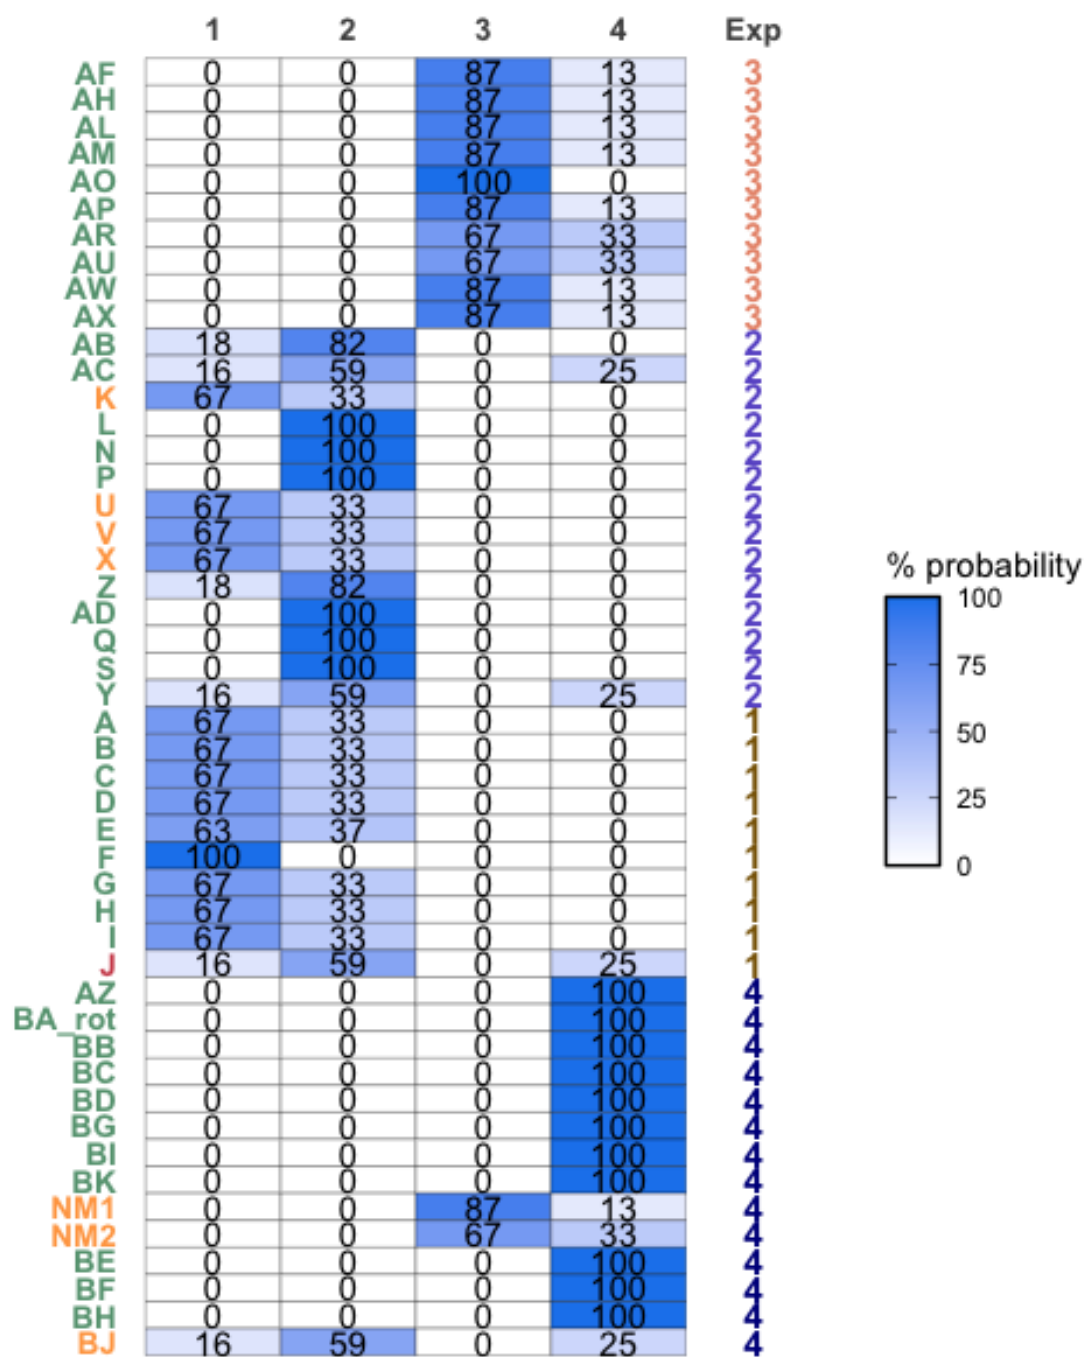 1 2 3 4 Exp
AF 0 0 87 13 3
AH 0 0 87 13 3
AL 0 0 87 13 3
AM 0 0 87 13 3
AO 0 0 100 0 3
AP 0 0 87 13 3
AR 0 0 67 33 3
AU 0 0 67 33 3
AW 0 0 87 13 3
AX 0 0 87 13 3
AB 18 82 0 0 2
AC 16 59 0 25 2
K 67 33 0 0 2
L 0 100 0 0 2
N 0 100 0 0 2
P 0 100 0 0 2
U 67 33 0 0 2
V 67 33 0 0 2
X 67 33 0 0 2
Z 18 82 0 0 2
AD 0 100 0 0 2
Q 0 100 0 0 2
S 0 100 0 0 2
Y 16 59 0 25 2
A 67 33 0 0 1
B 67 33 0 0 1
C 67 33 0 0 1
D 67 33 0 0 1
E 63 37 0 0 1
F 100 0 0 0 1
G 67 33 0 0 1
H 67 33 0 0 1
I 67 33 0 0 1
J 16 59 0 25 1
AZ 0 0 0 100 4
BA_rot 0 0 0 100 4
BB 0 0 0 100 4
BC 0 0 0 100 4
BD 0 0 0 100 4
BG 0 0 0 100 4
BI 0 0 0 100 4
BK 0 0 0 100 4
NM1 0 0 87 13 4
NM2 0 0 67 33 4
BE 0 0 0 100 4
BF 0 0 0 100 4
BH 0 0 0 100 4
BJ 16 59 0 25 4
% probability
100
75
50
25
0